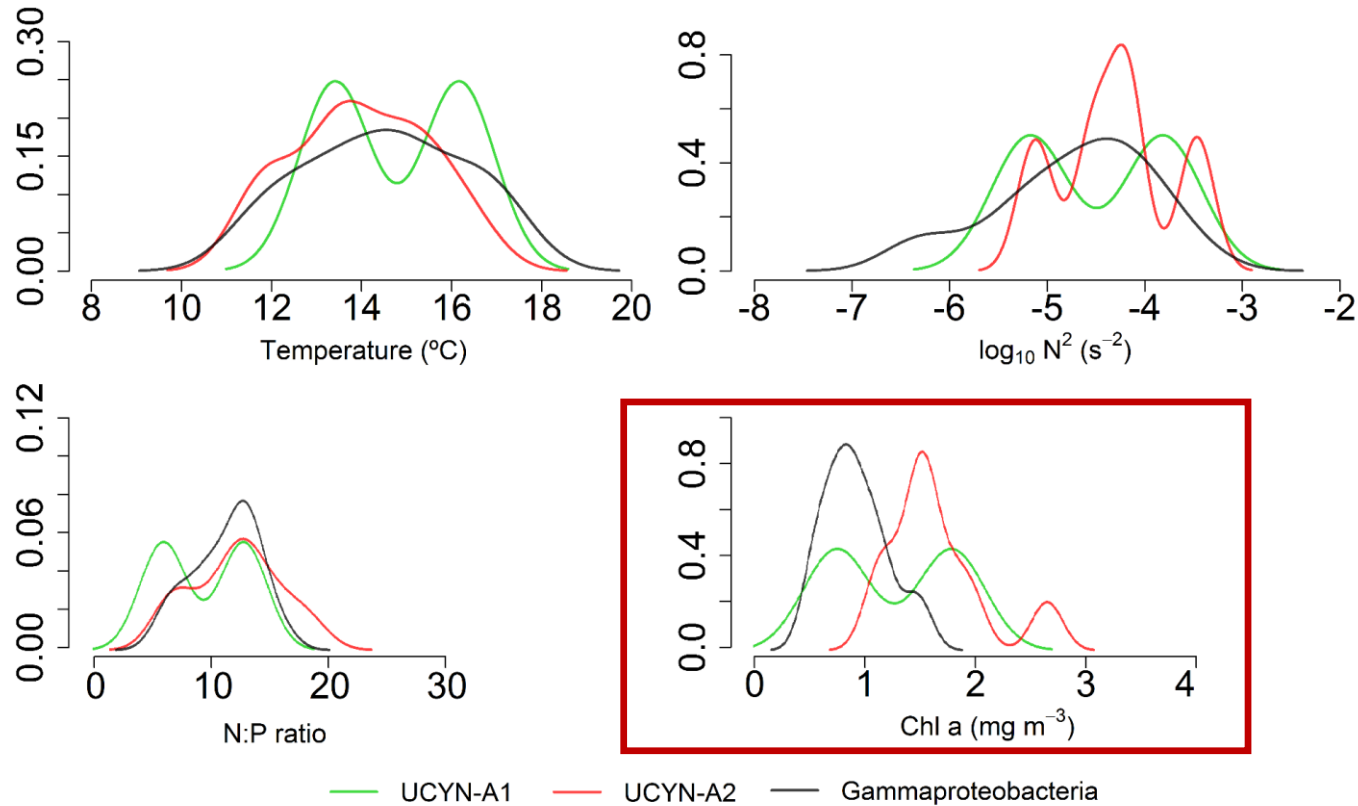 0.30
0.15
0.00
8 10 12 14 16 18 20
Temperature (ºC)
0.8
0.4
0.0
-8 -7 -6 -5 -4 -3 -2
log₁₀ N² (s⁻²)
0.12
0.06
0.00
0 10 20 30
N:P ratio
0.8
0.4
0.0
0 1 2 3 4
Chl a (mg m⁻³)
UCYN-A1 UCYN-A2 Gammaproteobacteria